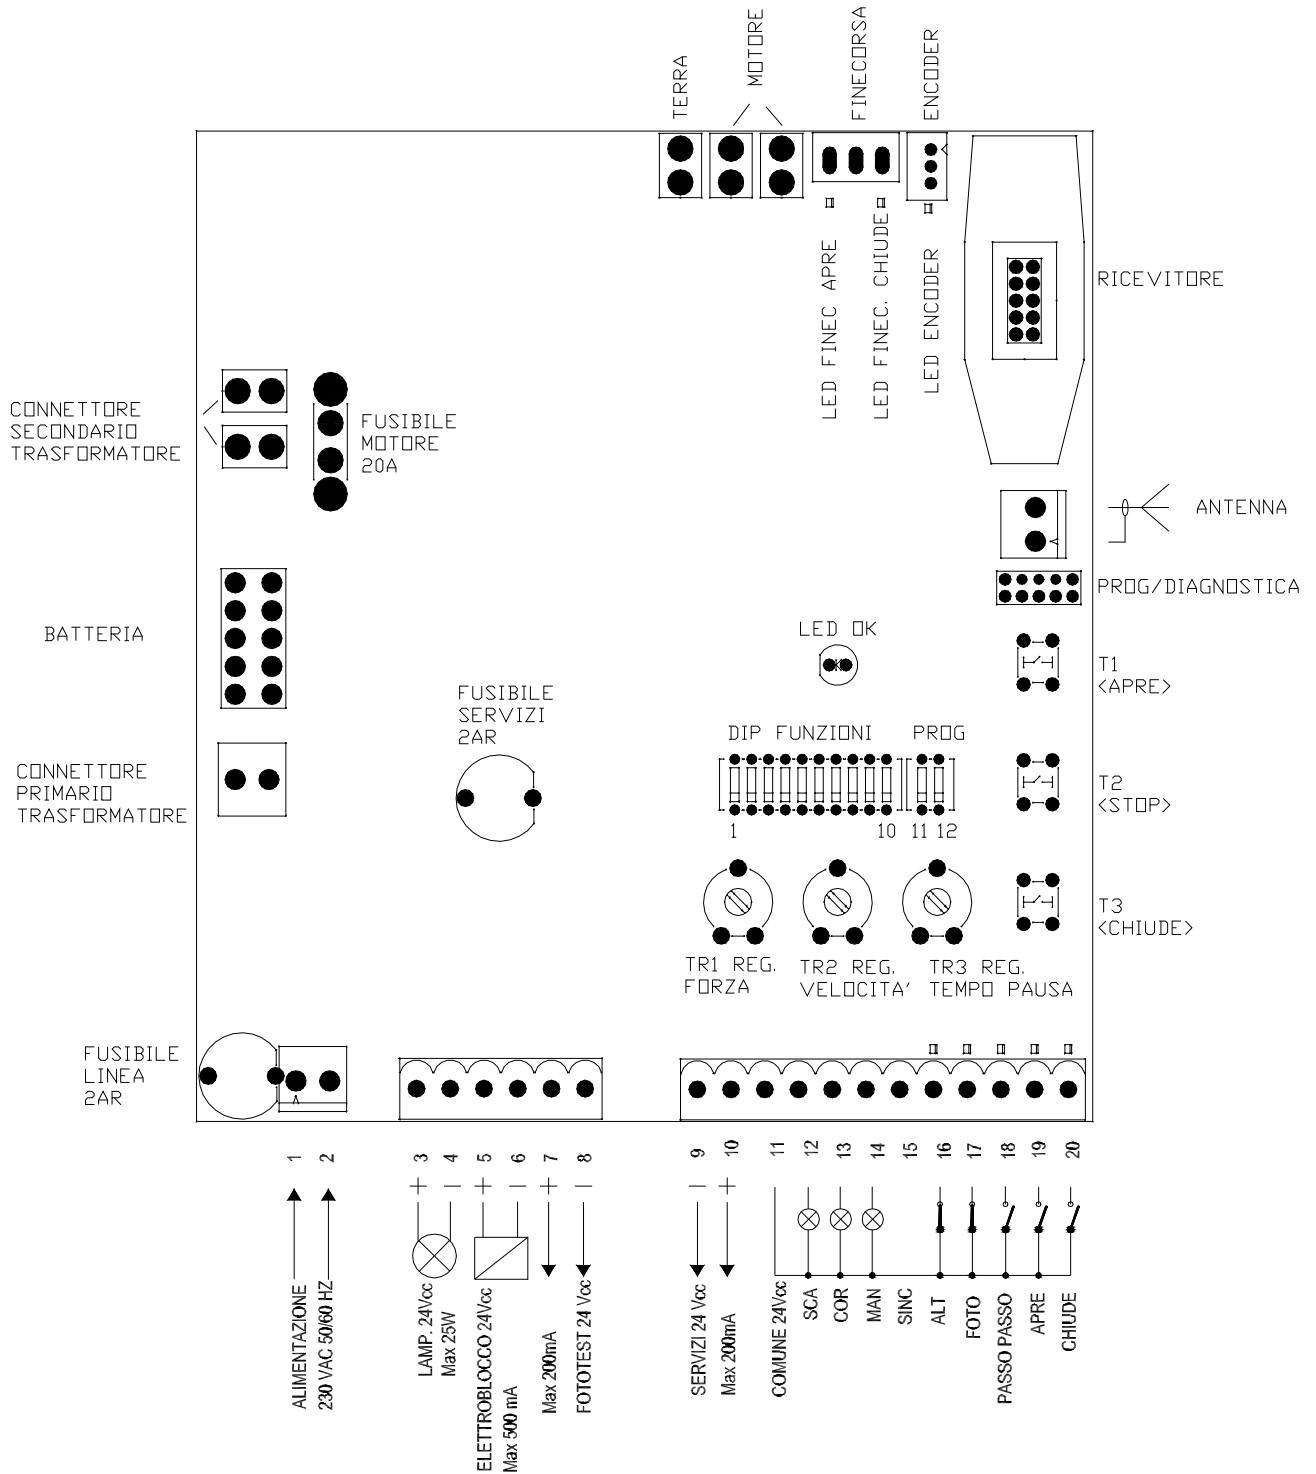 TERRA
MOTORE
FINECORSA
ENCODER
LED FINEC APRE
LED FINEC. CHIUDE
LED ENCODER
RICEVITORE
CONNETTORE
SECONDARIO
TRASFORMATORE
FUSIBILE
MOTORE
20A
ANTENNA
PROG/DIAGNOSTICA
BATTERIA
LED OK
T1
<APRE>
FUSIBILE
SERVIZI
2AR
DIP FUNZIONI
PROG
CONNETTORE
PRIMARIO
TRASFORMATORE
T2
<STOP>
1
10
11
12
T3
<CHIUDE>
TR1 REG.
FORZA
TR2 REG.
VELOCITA'
TR3 REG.
TEMPO PAUSA
FUSIBILE
LINEA
2AR
1
2
3
4
5
6
7
8
9
10
11
12
13
14
15
16
17
18
19
20
+
-
+
-
+
-
-
+
ALIMENTAZIONE
230 VAC 50/60 HZ
LAMP. 24Vcc
Max 25W
ELETTROBLOCCO 24Vcc
Max 500 mA
Max 200mA
FOTOTEST 24 Vcc
SERVIZI 24 Vcc
Max 200mA
COMUNE 24Vcc
SCA
COR
MAN
SINC
ALT
FOTO
PASSO PASSO
APRE
CHIUDE